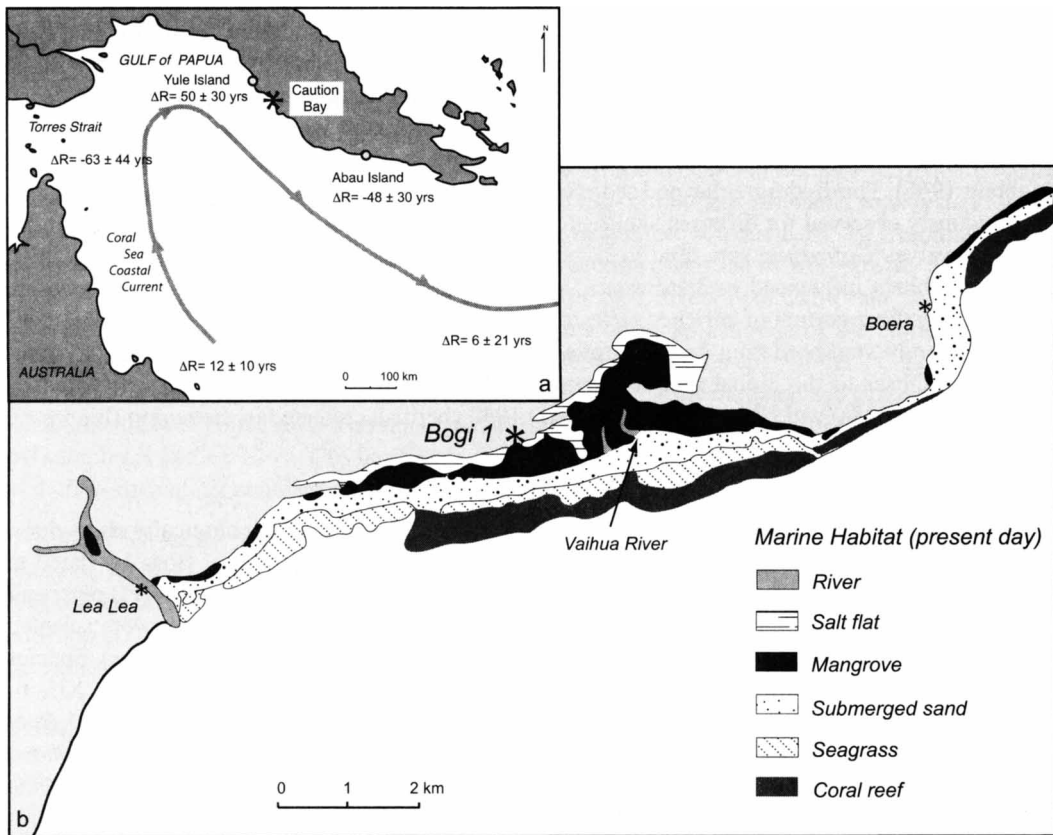 N
GULF of PAPUA
Yule Island
ΔR= 50 ± 30 yrs
Caution
Bay
Torres Strait
ΔR= -63 ± 44 yrs
Abau Island
ΔR= -48 ± 30 yrs
Coral
Sea
Coastal
Current
ΔR= 6 ± 21 yrs
ΔR= 12 ± 10 yrs
AUSTRALIA
0 100 km
a
Boera
Bogi 1
Vaihua River
Lea Lea
Marine Habitat (present day)
River
Salt flat
Mangrove
Submerged sand
Seagrass
Coral reef
0 1 2 km
b